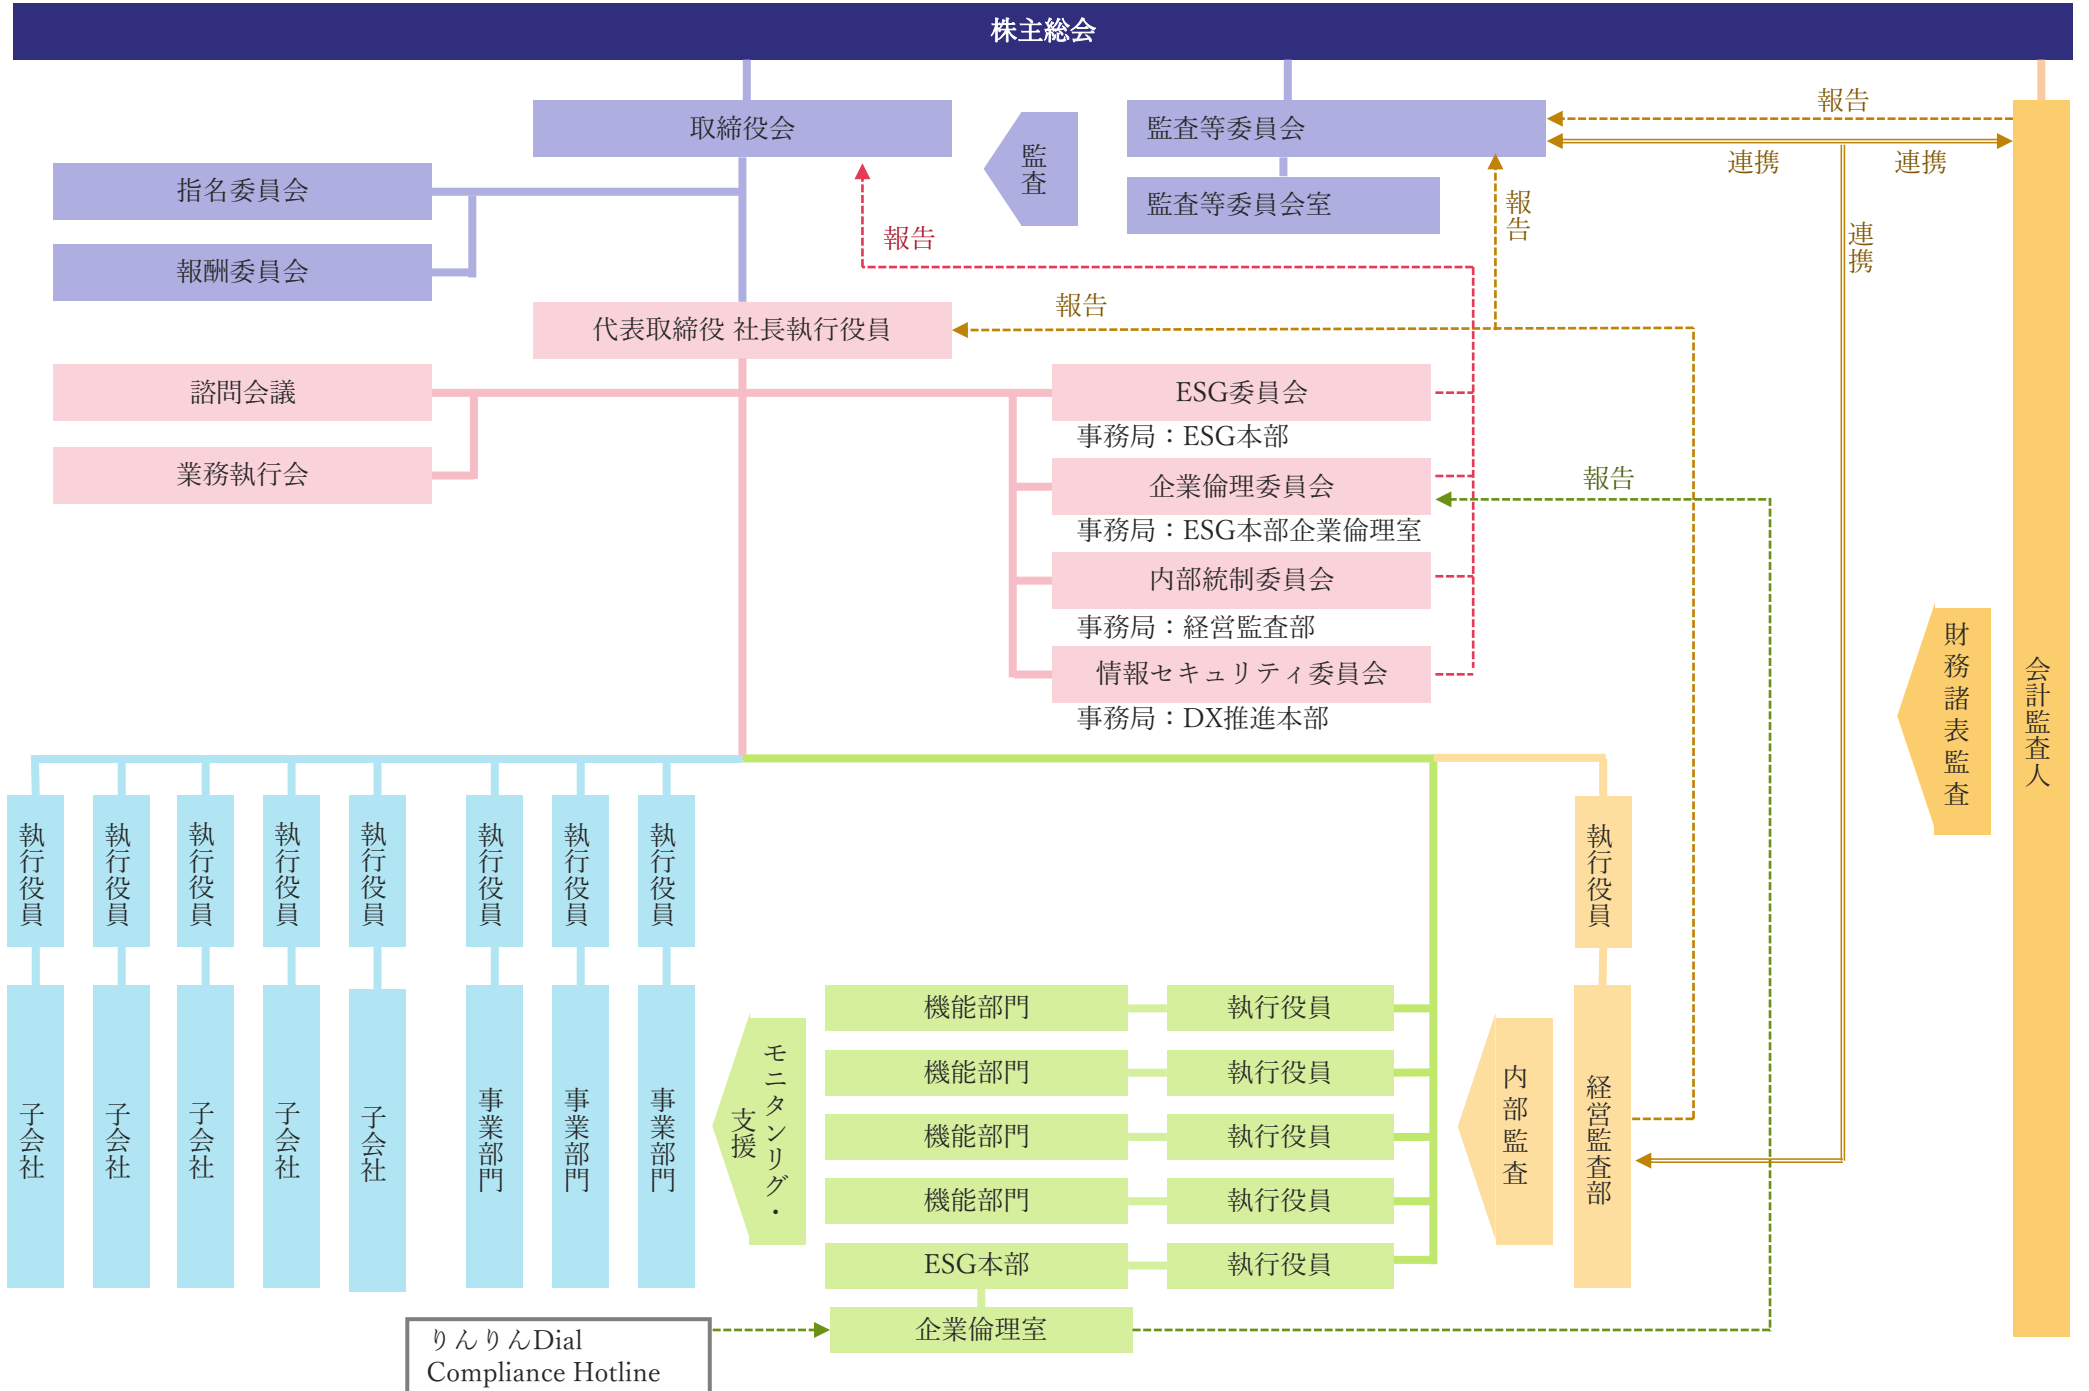 株主総会
取締役会
監査
監査等委員会
報告
連携
連携
指名委員会
監査等委員会室
報告
報告
連携
報酬委員会
代表取締役 社長執行役員
報告
諮問会議
ESG委員会
事務局：ESG本部
業務執行会
企業倫理委員会
報告
事務局：ESG本部企業倫理室
内部統制委員会
事務局：経営監査部
情報セキュリティ委員会
事務局：DX推進本部
財務諸表監査
会計監査人
執行役員
執行役員
執行役員
執行役員
執行役員
執行役員
執行役員
執行役員
執行役員
子会社
子会社
子会社
子会社
子会社
事業部門
事業部門
事業部門
モニタンリグ・
支援
機能部門
執行役員
機能部門
執行役員
機能部門
執行役員
機能部門
執行役員
ESG本部
執行役員
内部監査
経営監査部
企業倫理室
りんりんDial
Compliance Hotline